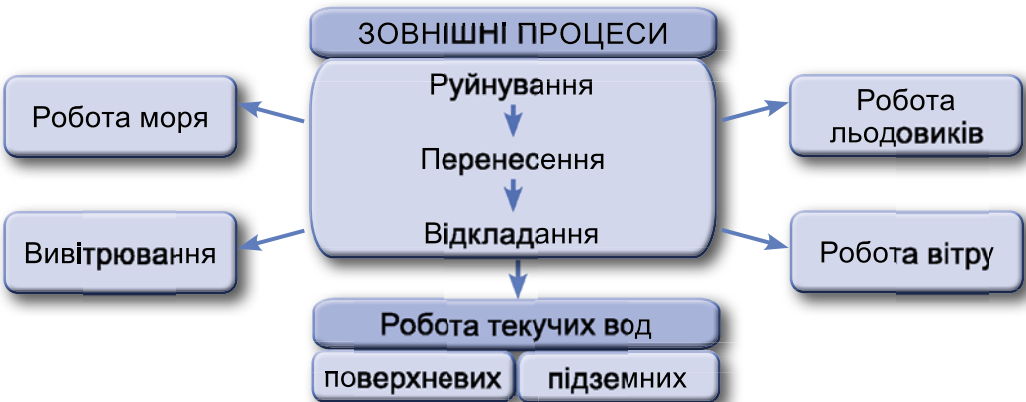 ЗОВНІШНІ ПРОЦЕСИ
Руйнування
Перенесення
Відкладання
Робота моря
Вивітрювання
Робота
льодовиків
Робота вітру
Робота текучих вод
поверхневих
підземних